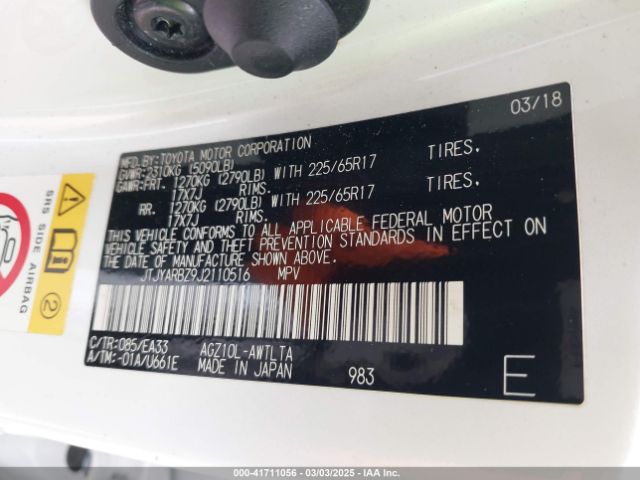 03/18
MFD.BY:TOYOTA MOTOR CORPORATION
GVWR:2310KG (5090LB)
GAWR:FRT. 1270KG (2790LB) WITH 225/65R17 TIRES,
17X7J RIMS.
RR. 1270KG (2790LB) WITH 225/65R17 TIRES,
17X7J RIMS.
THIS VEHICLE CONFORMS TO ALL APPLICABLE FEDERAL MOTOR
VEHICLE SAFETY AND THEFT PREVENTION STANDARDS IN EFFECT ON
THE DATE OF MANUFACTURE SHOWN ABOVE.
JTJYARBZ9J2110516 MPV
C/TR:085/EA33 AGZ10L-AWTLTA
A/TM:-01A/U661E MADE IN JAPAN 983 E
SRS SIDE AIRBAG
2
000-41711056 | 03/03/2025 | IAA Inc.